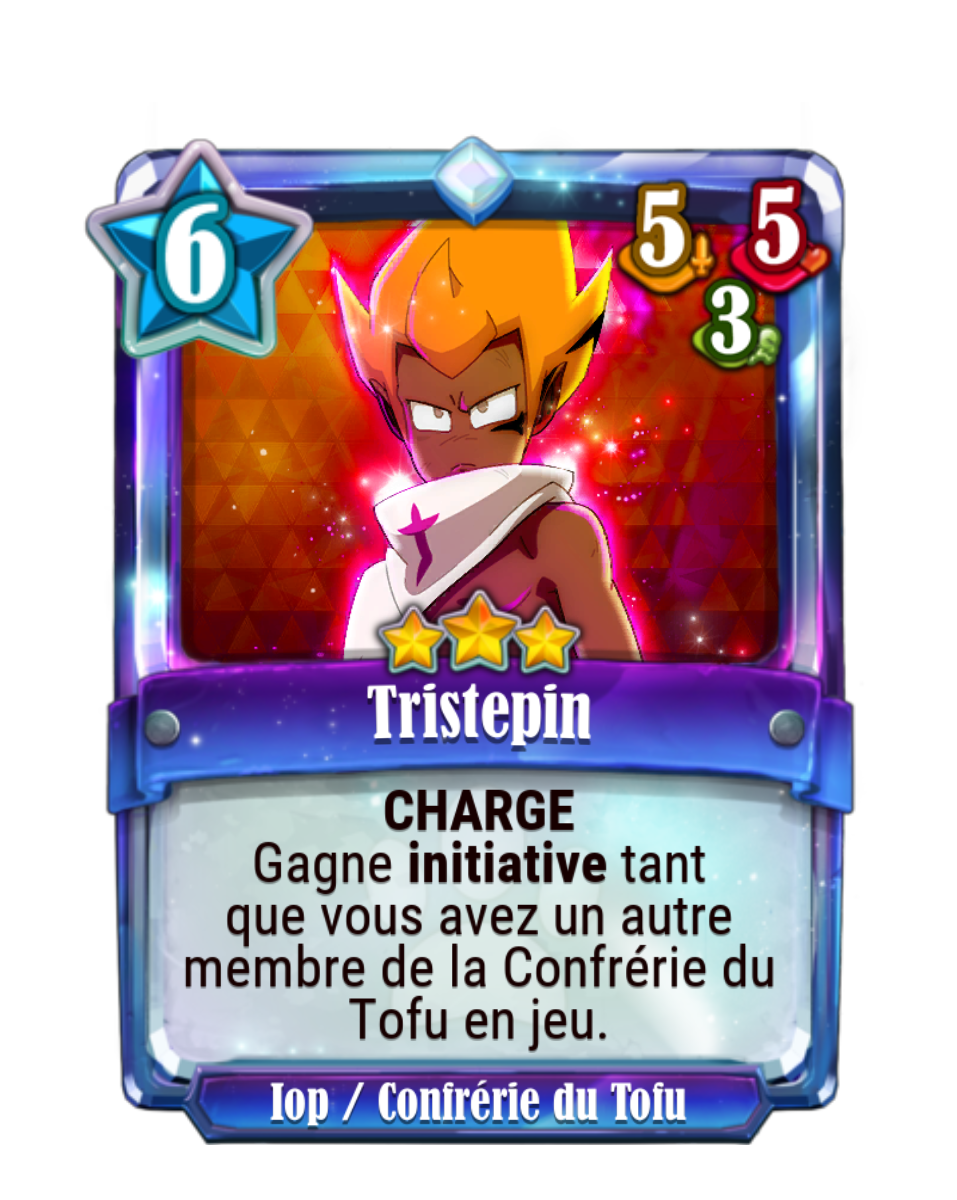 6
5
5
3
Tristepin
CHARGE
Gagne initiative tant
que vous avez un autre
membre de la Confrérie du
Tofu en jeu.
Iop / Confrérie du Tofu